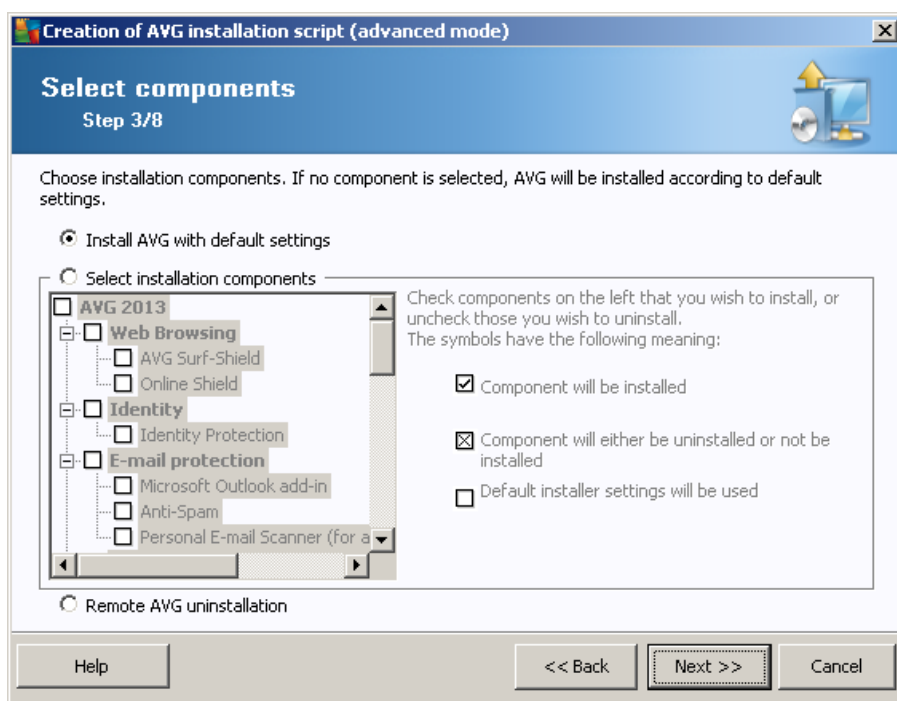 Creation of AVG installation script (advanced mode)
Select components
Step 3/8
Choose installation components. If no component is selected, AVG will be installed according to default
settings.
Install AVG with default settings
Select installation components
AVG 2013
Web Browsing
AVG Surf-Shield
Online Shield
Identity
Identity Protection
E-mail protection
Microsoft Outlook add-in
Anti-Spam
Personal E-mail Scanner (for a
Check components on the left that you wish to install, or
uncheck those you wish to uninstall.
The symbols have the following meaning:
Component will be installed
Component will either be uninstalled or not be
installed
Default installer settings will be used
Remote AVG uninstallation
Help
<< Back
Next >>
Cancel